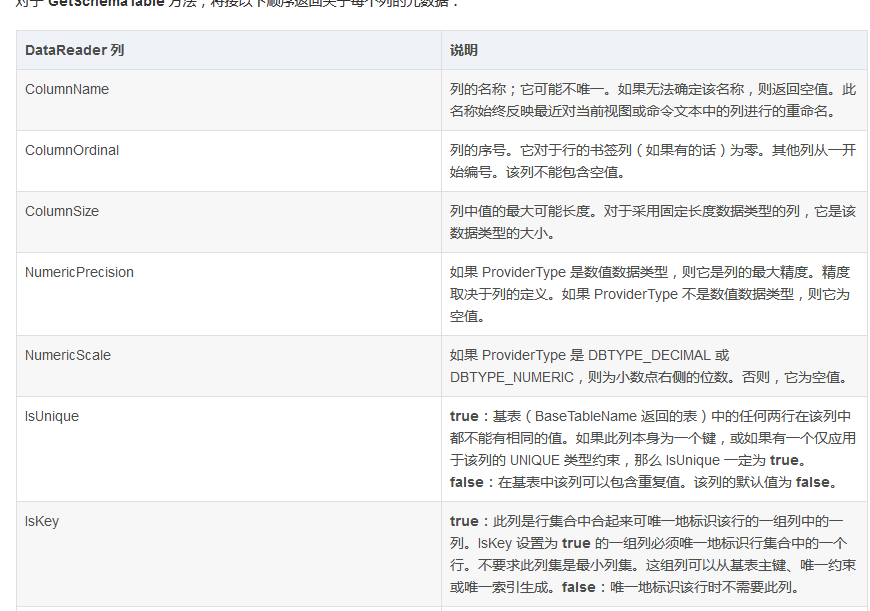 对于 GetSchemaTable 方法，将按以下顺序返回关于每个列的元数据：
DataReader 列
说明
ColumnName
列的名称；它可能不唯一。如果无法确定该名称，则返回空值。此
名称始终反映最近对当前视图或命令文本中的列进行的重命名。
ColumnOrdinal
列的序号。它对于行的书签列（如果有的话）为零。其他列从一开
始编号。该列不能包含空值。
ColumnSize
列中值的最大可能长度。对于采用固定长度数据类型的列，它是该
数据类型的大小。
NumericPrecision
如果 ProviderType 是数值数据类型，则它是列的最大精度。精度
取决于列的定义。如果 ProviderType 不是数值数据类型，则它为
空值。
NumericScale
如果 ProviderType 是 DBTYPE_DECIMAL 或
DBTYPE_NUMERIC，则为小数点右侧的位数。否则，它为空值。
IsUnique
true：基表（BaseTableName 返回的表）中的任何两行在该列中
都不能有相同的值。如果此列本身为一个键，或如果有一个仅应用
于该列的 UNIQUE 类型约束，那么 IsUnique 一定为 true。
false：在基表中该列可以包含重复值。该列的默认值为 false。
IsKey
true：此列是行集合中合起来可唯一地标识该行的一组列中的一
列。IsKey 设置为 true 的一组列必须唯一地标识行集合中的一个
行。不要求此列集是最小列集。这组列可以从基表主键、唯一约束
或唯一索引生成。false：唯一地标识该行时不需要此列。